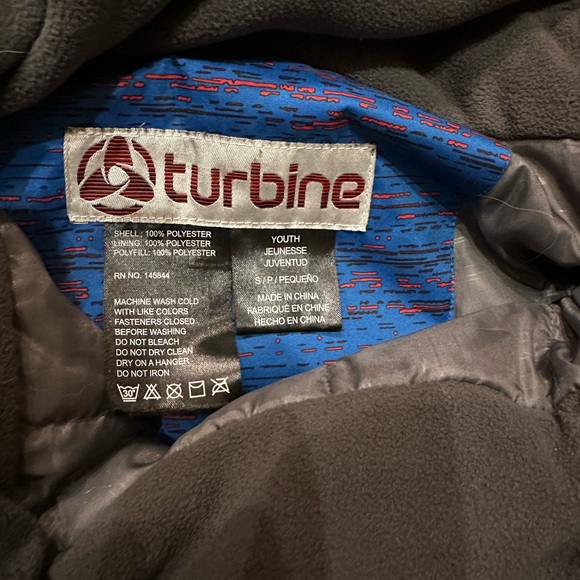 turbine
SHELL: 100% POLYESTER
LINING: 100% POLYESTER
POLYFILL: 100% POLYESTER
RN NO. 145844
MACHINE WASH COLD
WITH LIKE COLORS
FASTENERS CLOSED
BEFORE WASHING
DO NOT BLEACH
DO NOT DRY CLEAN
DRY ON A HANGER
DO NOT IRON
30°
YOUTH
JEUNESSE
JUVENTUD
S / P / PEQUEÑO
MADE IN CHINA
FABRIQUÉ EN CHINE
HECHO EN CHINA